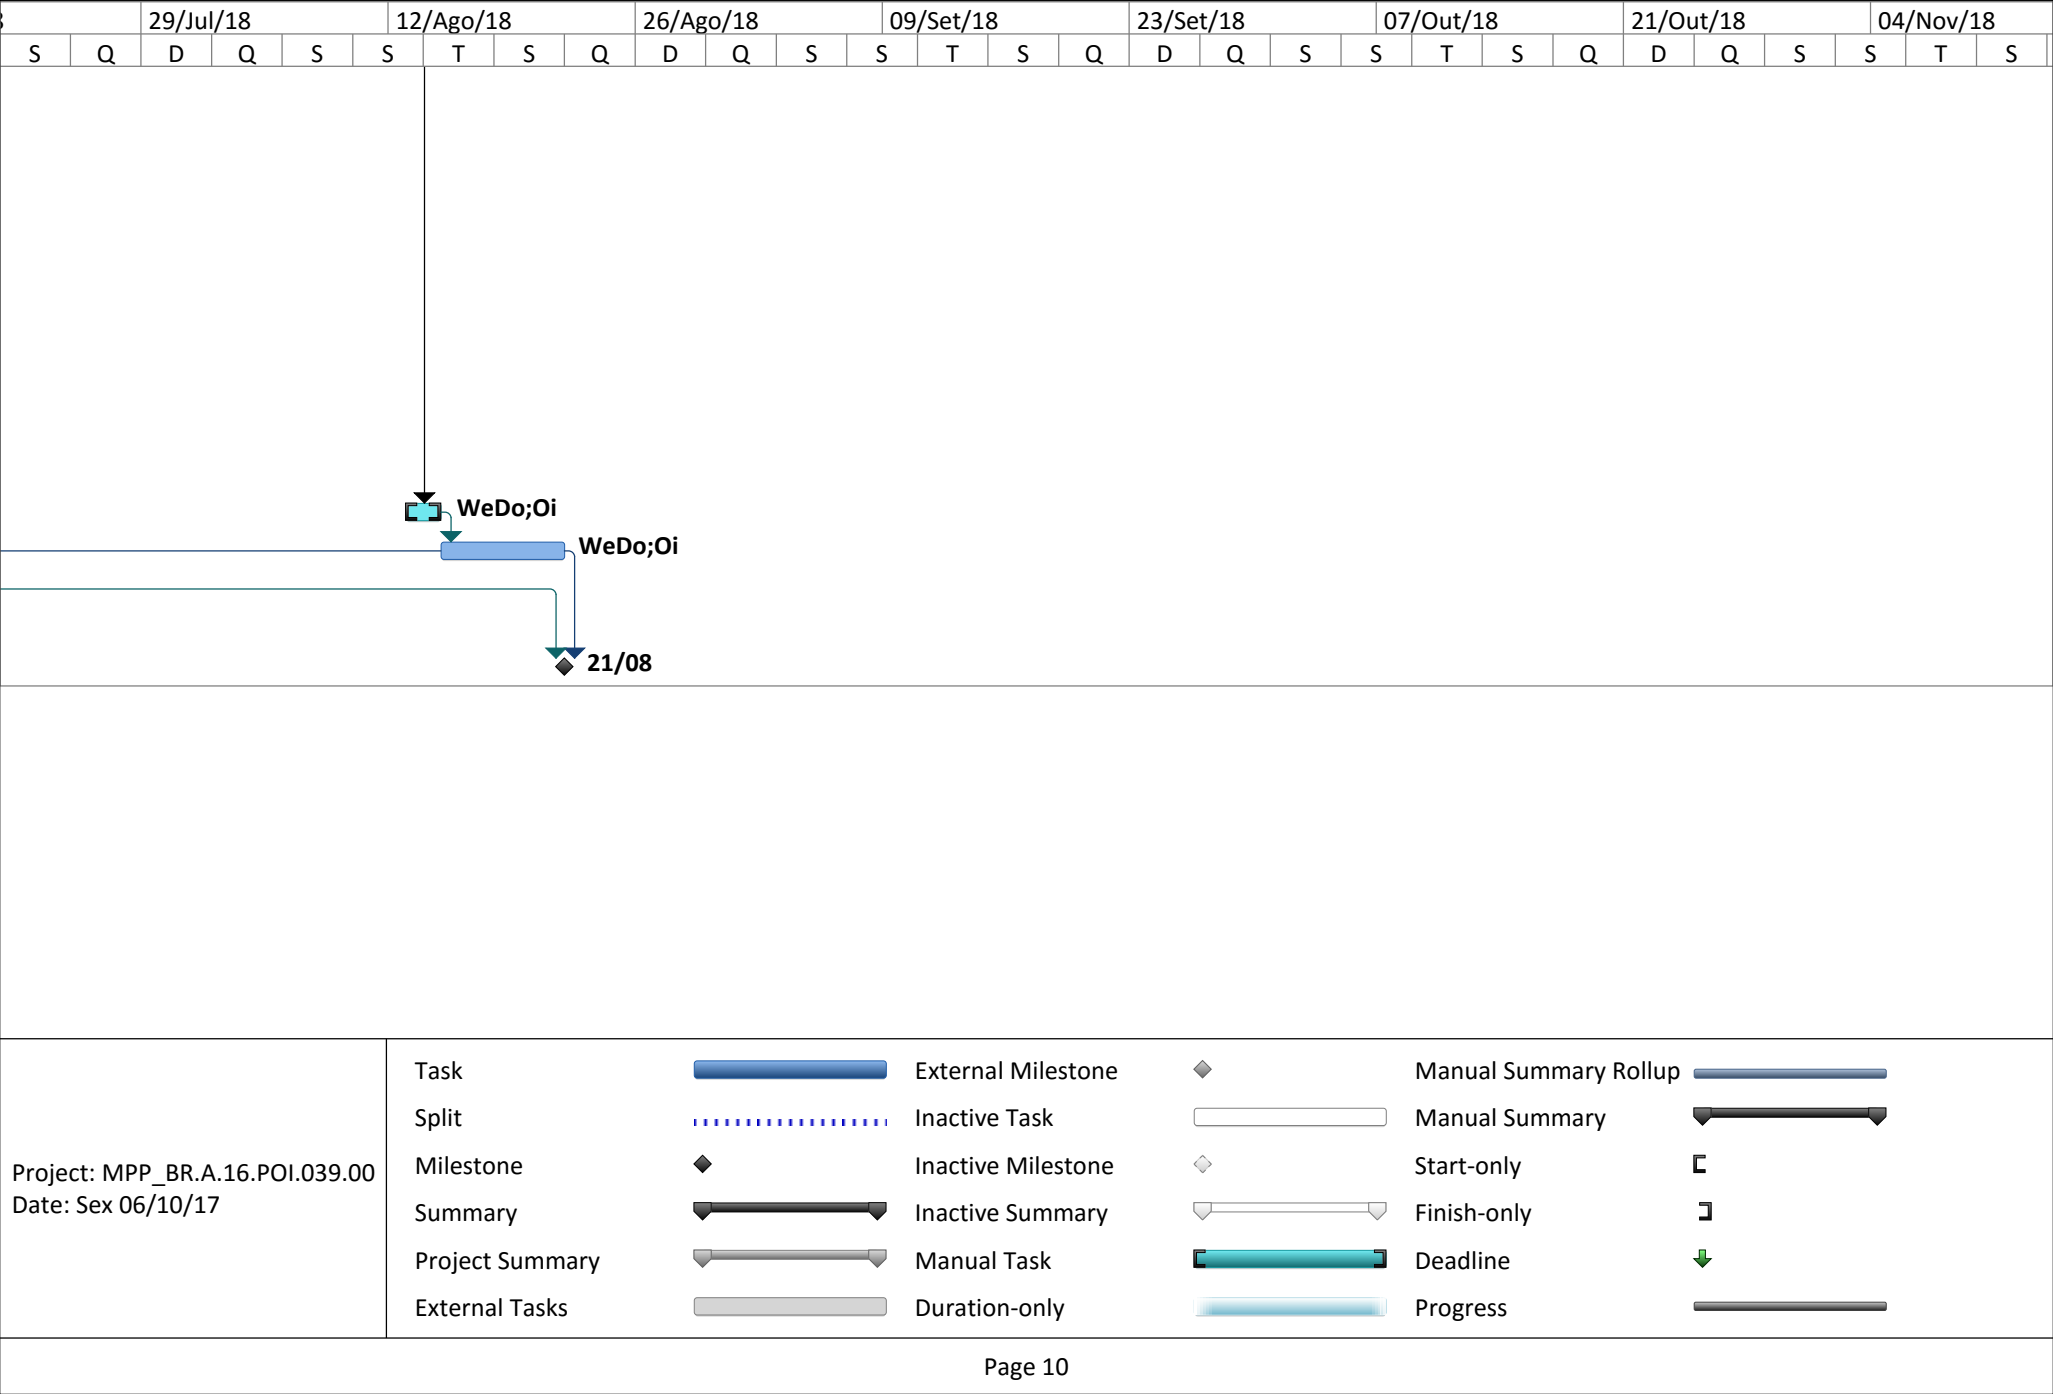 29/Jul/18 12/Ago/18 26/Ago/18 09/Set/18 23/Set/18 07/Out/18 21/Out/18 04/Nov/18
S Q D Q S S T S Q D Q S S T S Q D Q S S T S Q D Q S S T S
WeDo;Oi
WeDo;Oi
21/08
Project: MPP_BR.A.16.POI.039.00
Date: Sex 06/10/17
Task
Split
Milestone
Summary
Project Summary
External Tasks
External Milestone
Inactive Task
Inactive Milestone
Inactive Summary
Manual Task
Duration-only
Manual Summary Rollup
Manual Summary
Start-only
Finish-only
Deadline
Progress
Page 10